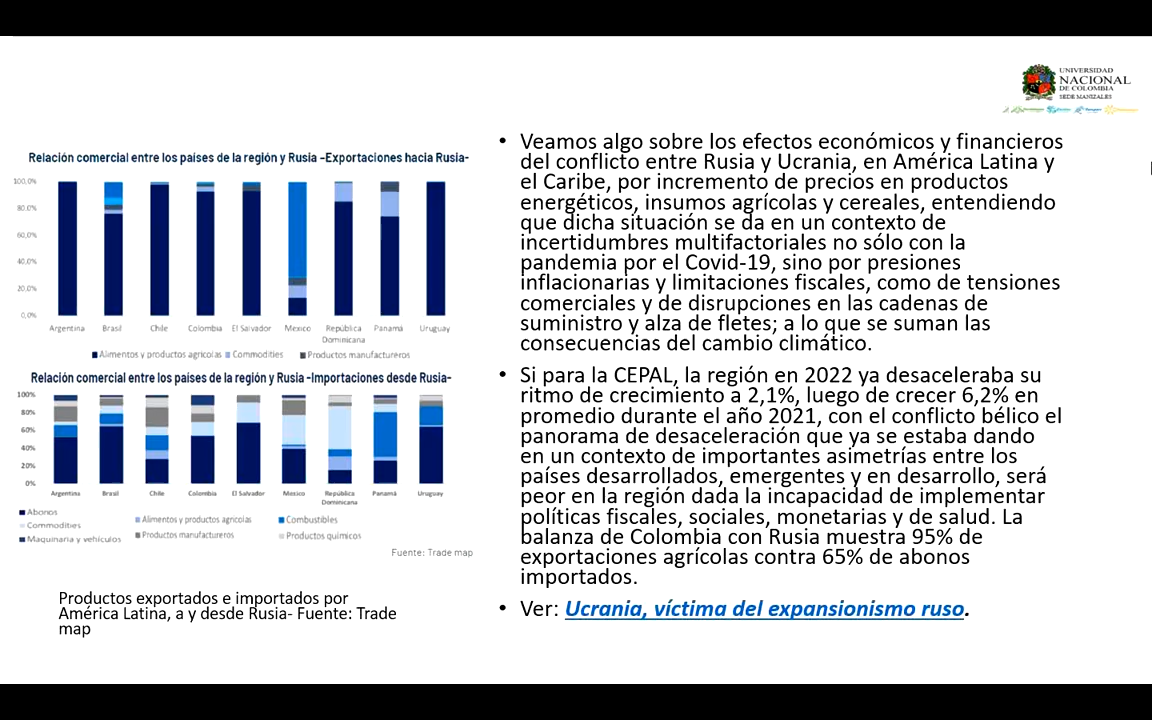 UNIVERSIDAD
NACIONAL
DE COLOMBIA
SEDE MANIZALES
Relación comercial entre los países de la región y Rusia -Exportaciones hacia Rusia-
100,0%
80,0%
60,0%
40,0%
20,0%
0,0%
Argentina Brasil Chile Colombia El Salvador Mexico República Dominicana Panamá Uruguay
Alimentos y productos agrícolas Commodities Productos manufactureros
Relación comercial entre los países de la región y Rusia -Importaciones desde Rusia-
100%
80%
60%
40%
20%
0%
Argentina Brasil Chile Colombia El Salvador Mexico República Dominicana Panamá Uruguay
Abonos Alimentos y productos agrícolas Combustibles
Commodities Productos manufactureros Productos químicos
Maquinaria y vehículos
Fuente: Trade map
Productos exportados e importados por
América Latina, a y desde Rusia- Fuente: Trade
map
• Veamos algo sobre los efectos económicos y financieros
del conflicto entre Rusia y Ucrania, en América Latina y
el Caribe, por incremento de precios en productos
energéticos, insumos agrícolas y cereales, entendiendo
que dicha situación se da en un contexto de
incertidumbres multifactoriales no sólo con la
pandemia por el Covid-19, sino por presiones
inflacionarias y limitaciones fiscales, como de tensiones
comerciales y de disrupciones en las cadenas de
suministro y alza de fletes; a lo que se suman las
consecuencias del cambio climático.
• Si para la CEPAL, la región en 2022 ya desaceleraba su
ritmo de crecimiento a 2,1%, luego de crecer 6,2% en
promedio durante el año 2021, con el conflicto bélico el
panorama de desaceleración que ya se estaba dando
en un contexto de importantes asimetrías entre los
países desarrollados, emergentes y en desarrollo, será
peor en la región dada la incapacidad de implementar
políticas fiscales, sociales, monetarias y de salud. La
balanza de Colombia con Rusia muestra 95% de
exportaciones agrícolas contra 65% de abonos
importados.
• Ver: Ucrania, víctima del expansionismo ruso.